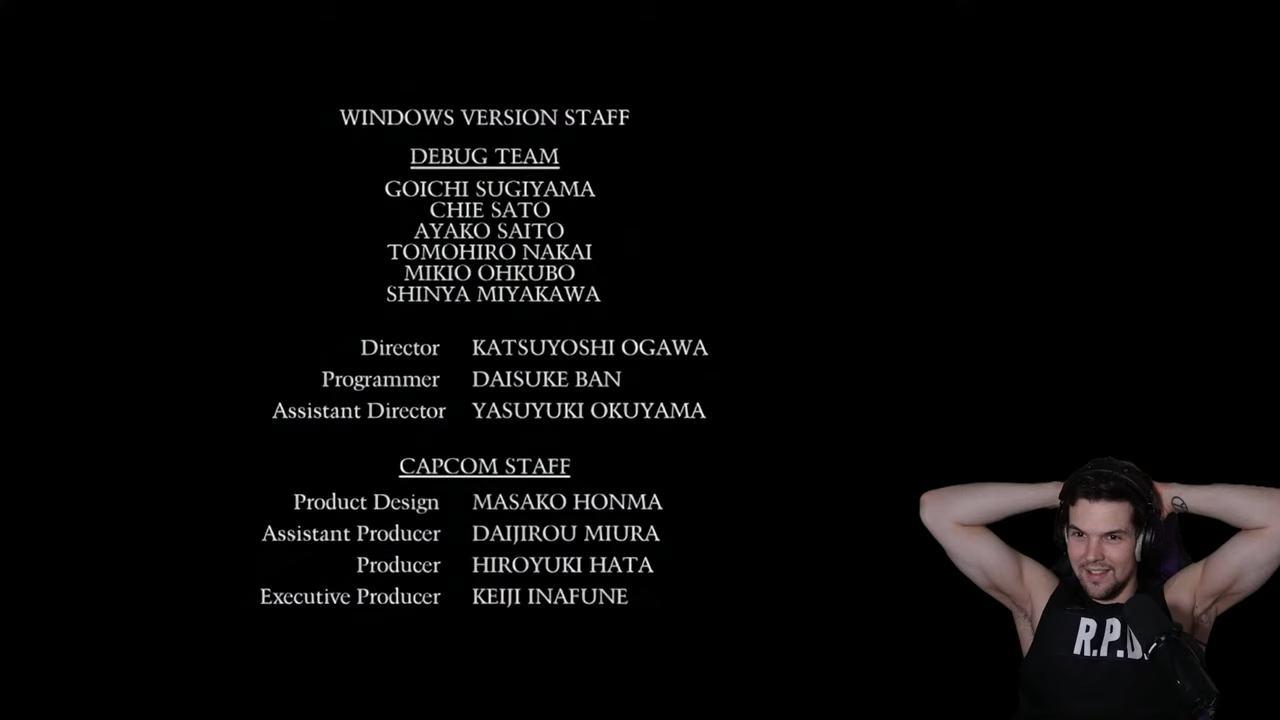 WINDOWS VERSION STAFF
DEBUG TEAM
GOICHI SUGIYAMA
CHIE SATO
AYAKO SAITO
TOMOHIRO NAKAI
MIKIO OHKUBO
SHINYA MIYAKAWA
Director KATSUYOSHI OGAWA
Programmer DAISUKE BAN
Assistant Director YASUYUKI OKUYAMA
CAPCOM STAFF
Product Design MASAKO HONMA
Assistant Producer DAIJIROU MIURA
Producer HIROYUKI HATA
Executive Producer KEIJI INAFUNE
R.P.D